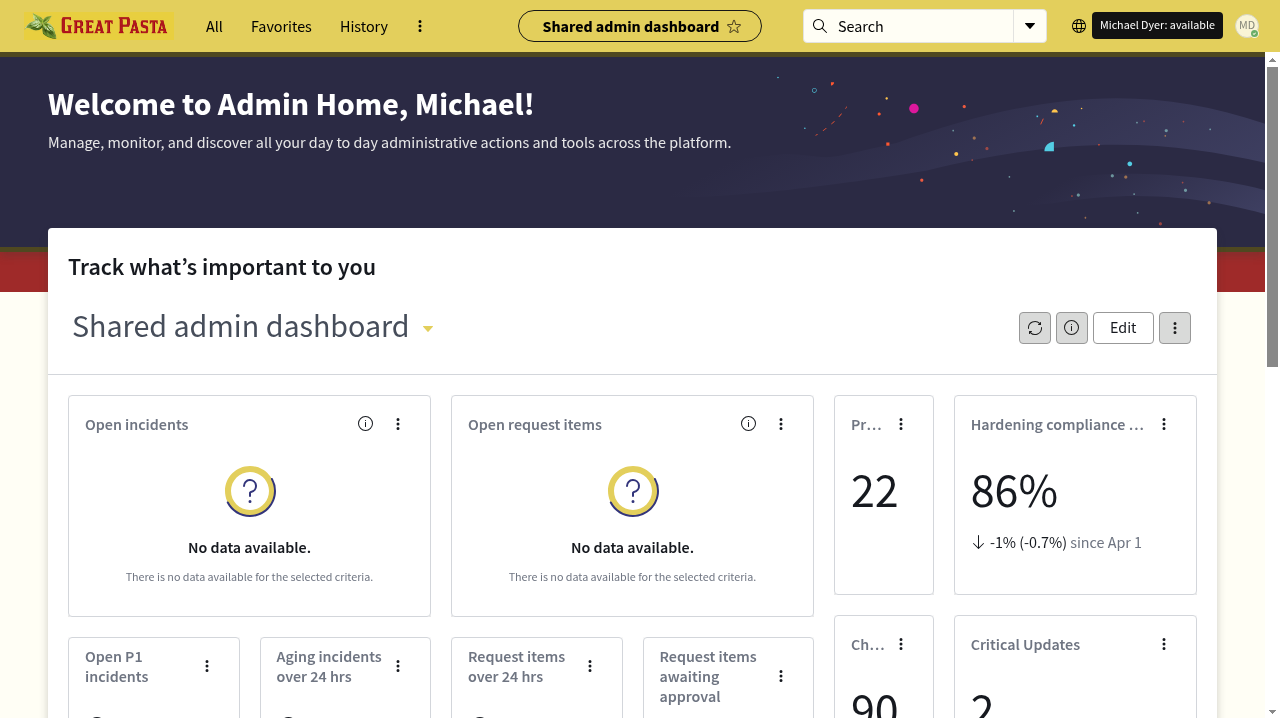 GREAT PASTA
All
Favorites
History
Shared admin dashboard
Search
Michael Dyer: available
MD
Welcome to Admin Home, Michael!
Manage, monitor, and discover all your day to day administrative actions and tools across the platform.
Track what's important to you
Shared admin dashboard
Edit
Open incidents
?
No data available.
There is no data available for the selected criteria.
Open request items
?
No data available.
There is no data available for the selected criteria.
Pr...
22
Hardening compliance ...
86%
-1% (-0.7%) since Apr 1
Open P1
incidents
Aging incidents
over 24 hrs
Request items
over 24 hrs
Request items
awaiting
approval
Ch...
90
Critical Updates
2